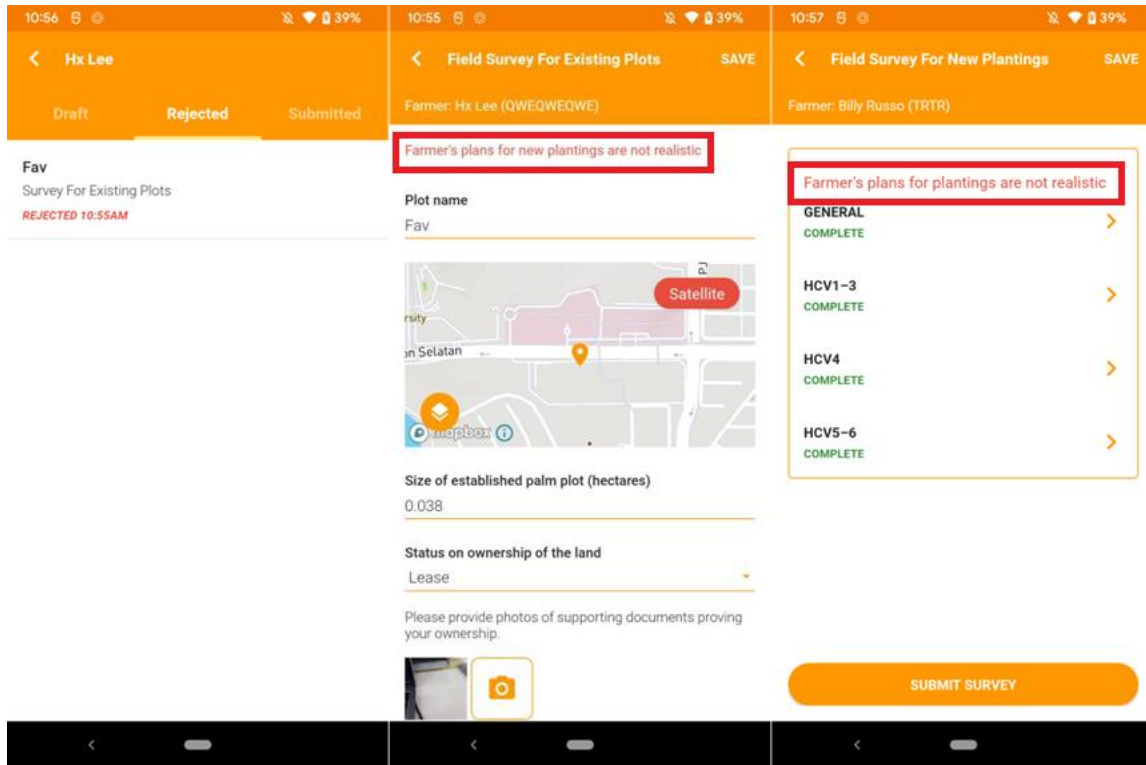 10:56
39%
Hx Lee
Draft Rejected Submitted
Fav
Survey For Existing Plots
REJECTED 10:55AM
10:55
39%
Field Survey For Existing Plots SAVE
Farmer: Hx Lee (QWEQWEQWE)
Farmer's plans for new plantings are not realistic
Plot name
Fav
PJ
Satellite
rsity
on Selatan
mapbox
Size of established palm plot (hectares)
0.038
Status on ownership of the land
Lease
Please provide photos of supporting documents proving
your ownership.
10:57
39%
Field Survey For New Plantings SAVE
Farmer: Billy Russo (TRTR)
Farmer's plans for plantings are not realistic
GENERAL
COMPLETE
HCV1-3
COMPLETE
HCV4
COMPLETE
HCV5-6
COMPLETE
SUBMIT SURVEY